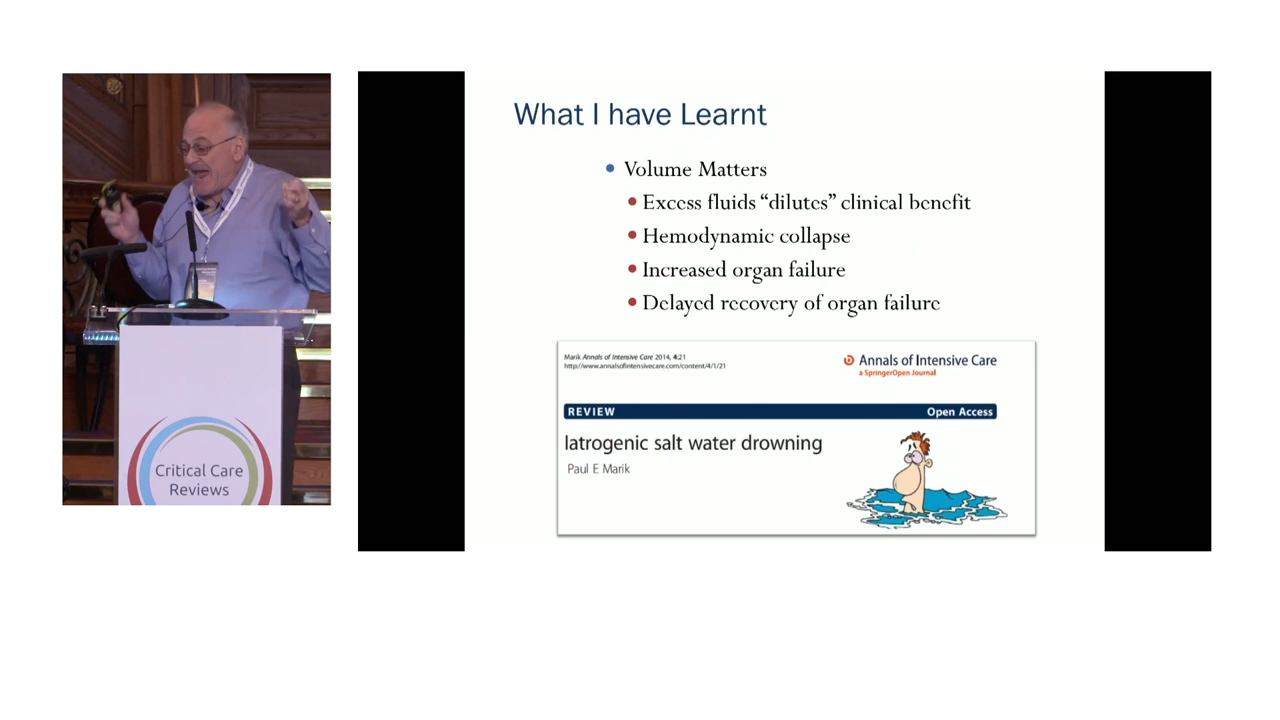 What I have Learnt
Volume Matters
Excess fluids “dilutes” clinical benefit
Hemodynamic collapse
Increased organ failure
Delayed recovery of organ failure
Marik Annals of Intensive Care 2014, 4:21
http://www.annalsofintensivecare.com/content/4/1/21
Annals of Intensive Care
a SpringerOpen Journal
REVIEW Open Access
Iatrogenic salt water drowning
Paul E Marik
Critical Care
Reviews